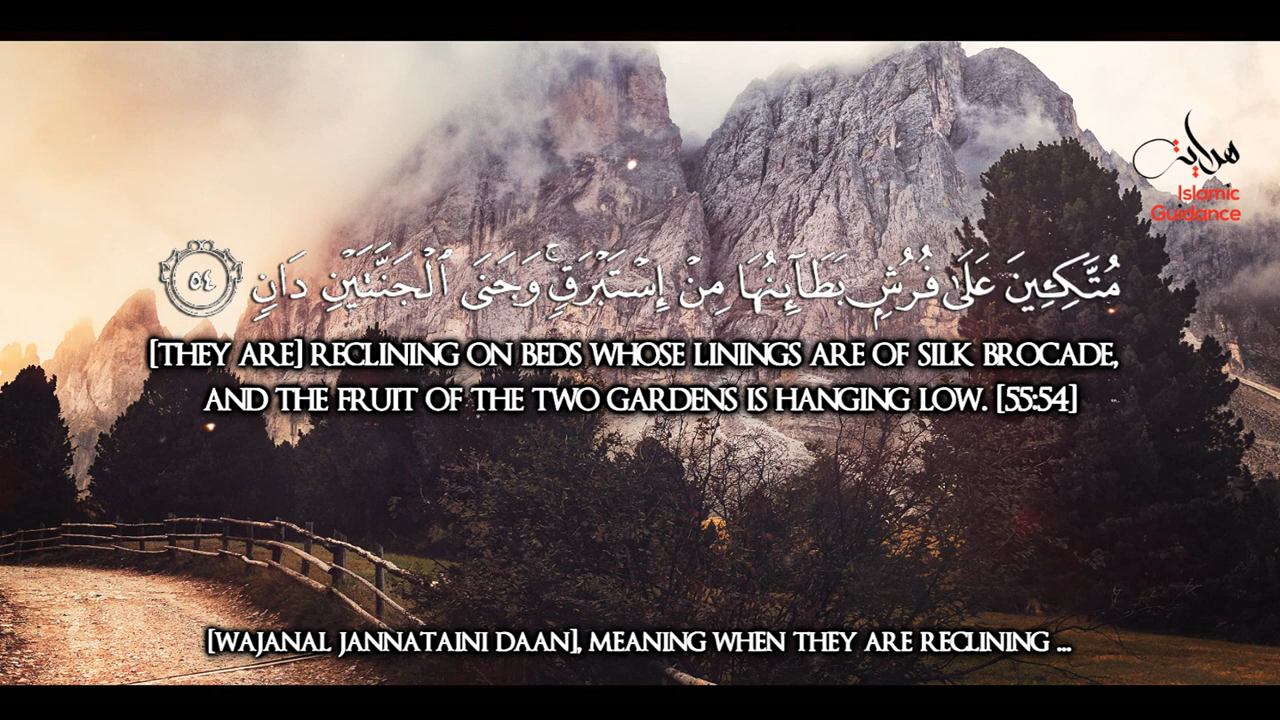 هداية
Islamic
Guidance
مُتَّكِـِٔينَ عَلَىٰ فُرُشٍۭ بَطَآئِنُهَا مِنْ إِسْتَبْرَقٍۢ ۚ وَجَنَى ٱلْجَنَّتَيْنِ دَانٍ ٥٤
[THEY ARE] RECLINING ON BEDS WHOSE LININGS ARE OF SILK BROCADE,
AND THE FRUIT OF THE TWO GARDENS IS HANGING LOW. [55:54]
[WAJANAL JANNATAINI DAAN], MEANING WHEN THEY ARE RECLINING ...